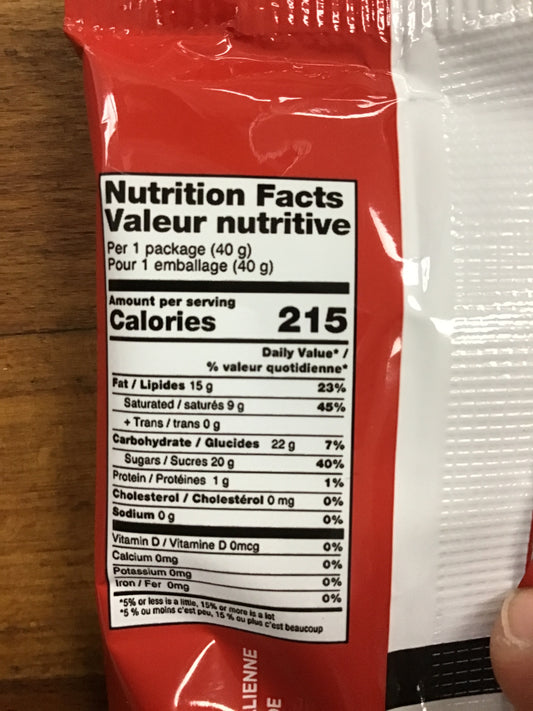 Nutrition Facts
Valeur nutritive
Per 1 package (40 g)
Pour 1 emballage (40 g)
Amount per serving
Calories 215
Daily Value* /
% valeur quotidienne*
Fat / Lipides 15 g 23%
Saturated / saturés 9 g 45%
+ Trans / trans 0 g
Carbohydrate / Glucides 22 g 7%
Sugars / Sucres 20 g 40%
Protein / Protéines 1 g 1%
Cholesterol / Cholestérol 0 mg 0%
Sodium 0 g 0%
Vitamin D / Vitamine D 0mcg 0%
Calcium 0mg 0%
Potassium 0mg 0%
Iron / Fer 0mg 0%
*5% or less is a little, 15% or more is a lot
*5 % ou moins c'est peu, 15 % ou plus c'est beaucoup
LIENNE
DE